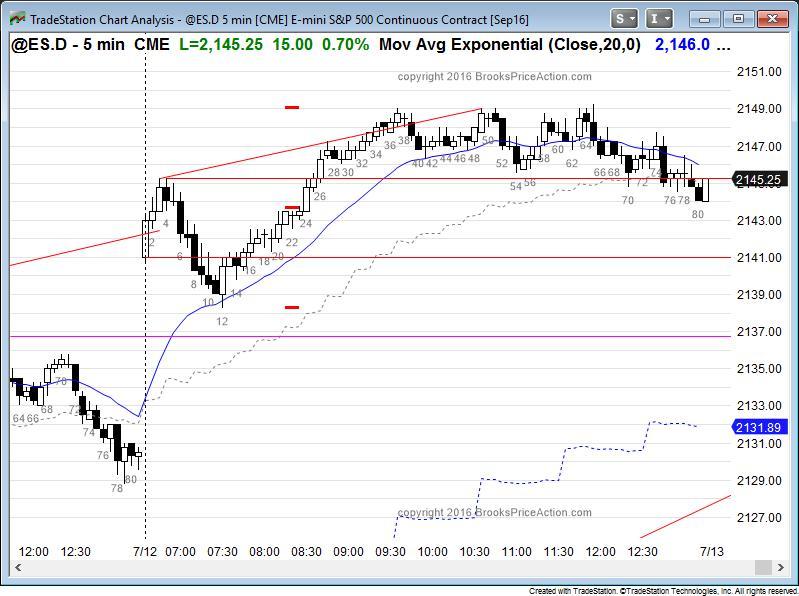 TradeStation Chart Analysis - @ES.D 5 min [CME] E-mini S&P 500 Continuous Contract [Sep16]
S I
@ES.D - 5 min CME L=2,145.25 15.00 0.70% Mov Avg Exponential (Close,20,0) 2,146.0 ...
copyright 2016 BrooksPriceAction.com
2151.00
2149.00
2147.00
2145.25
2143.00
2141.00
2139.00
2137.00
2135.00
2133.00
2131.89
2131.00
2129.00
2127.00
2 4 6 8 10 12 14 16 18 20 22 24 26 28 30 32 34 36 38 40 42 44 46 48 50 52 54 56 58 60 62 64 66 68 70 72 74 76 78 80
64 66 68 70 72 74 76 78 80
copyright 2016 BrooksPriceAction.com
12:00 12:30 7/12 07:00 07:30 08:00 08:30 09:00 09:30 10:00 10:30 11:00 11:30 12:00 12:30 7/13
Created with TradeStation. ©TradeStation Technologies, Inc. All rights reserved.